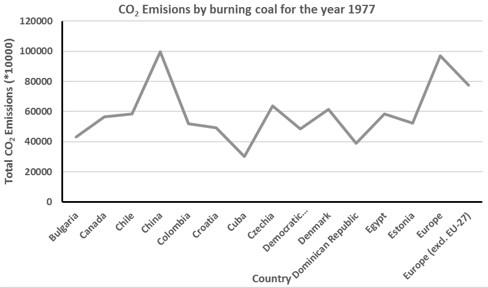 CO2 Emisions by burning coal for the year 1977
Total CO2 Emissions (*10000)
120000
100000
80000
60000
40000
20000
0
Bulgaria
Canada
Chile
China
Colombia
Croatia
Cuba
Czechia
Democratic...
Denmark
Dominican Republic
Egypt
Estonia
Europe
Europe (excl. EU-27)
Country